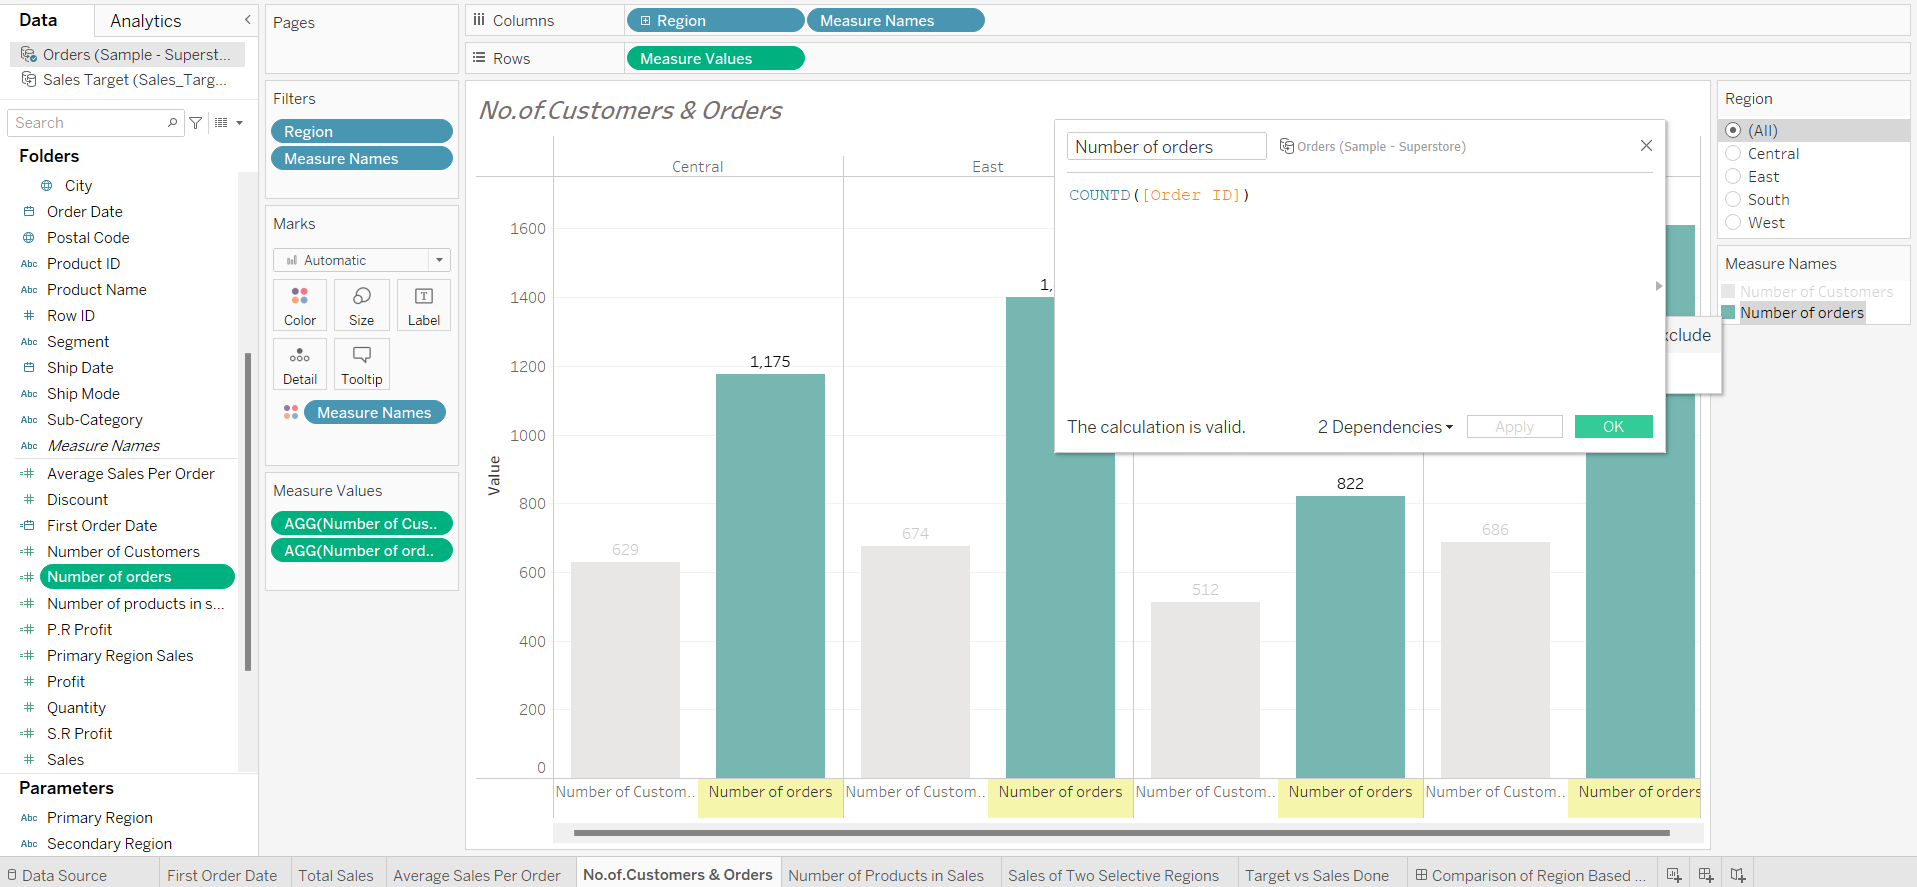 Data
Analytics
Orders (Sample - Superst...
Sales Target (Sales_Targ...
Search
Folders
City
Order Date
Postal Code
Abc Product ID
Abc Product Name
# Row ID
Abc Segment
Ship Date
Abc Ship Mode
Abc Sub-Category
Abc Measure Names
=# Average Sales Per Order
# Discount
First Order Date
=# Number of Customers
=# Number of orders
=# Number of products in s...
=# P.R Profit
=# Primary Region Sales
# Profit
# Quantity
=# S.R Profit
# Sales
Parameters
Abc Primary Region
Abc Secondary Region
Pages
Filters
Region
Measure Names
Marks
Automatic
Color
Size
Label
Detail
Tooltip
Measure Names
Measure Values
AGG(Number of Cus..
AGG(Number of ord..
Columns
Region
Measure Names
Rows
Measure Values
No.of.Customers & Orders
Central
East
Value
1600
1400
1200
1000
800
600
400
200
0
629
1,175
674
1,
512
822
686
Number of Custom..
Number of orders
Number of Custom..
Number of orders
Number of Custom..
Number of orders
Number of Custom..
Number of orders
Number of orders
Orders (Sample - Superstore)
COUNTD([Order ID])
The calculation is valid.
2 Dependencies
Apply
OK
xclude
Region
(All)
Central
East
South
West
Measure Names
Number of Customers
Number of orders
Data Source
First Order Date
Total Sales
Average Sales Per Order
No.of.Customers & Orders
Number of Products in Sales
Sales of Two Selective Regions
Target vs Sales Done
Comparison of Region Based ...